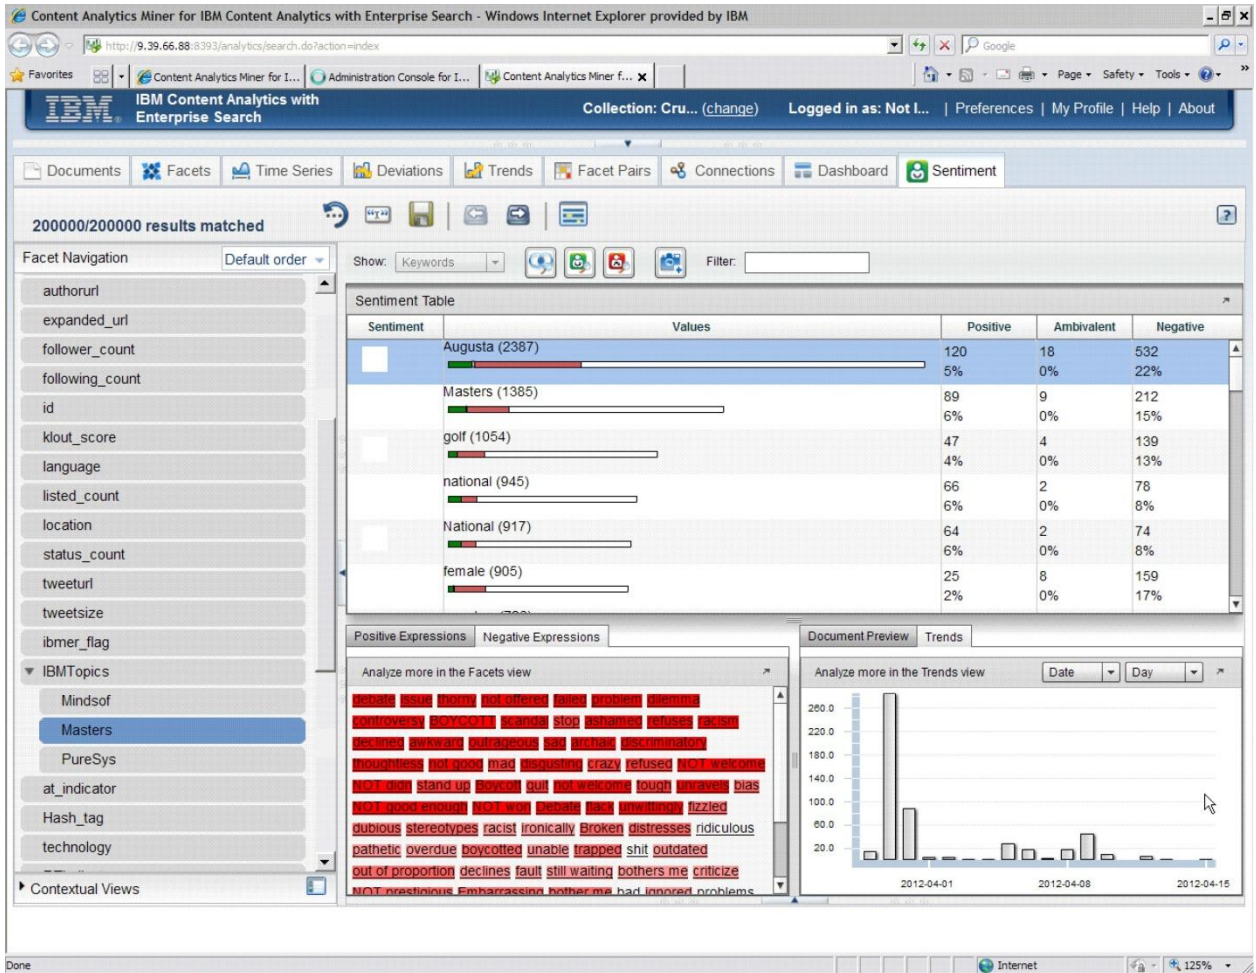 Content Analytics Miner for IBM Content Analytics with Enterprise Search - Windows Internet Explorer provided by IBM
http://9.39.66.88:8393/analytics/search.do?action=index
Google
Favorites
Content Analytics Miner for I...
Administration Console for I...
Content Analytics Miner f... X
Page
Safety
Tools
IBM
IBM Content Analytics with
Enterprise Search
Collection: Cru... (change)
Logged in as: Not I... | Preferences | My Profile | Help | About
Documents
Facets
Time Series
Deviations
Trends
Facet Pairs
Connections
Dashboard
Sentiment
200000/200000 results matched
?
Facet Navigation
Default order
authorurl
expanded_url
follower_count
following_count
id
klout_score
language
listed_count
location
status_count
tweeturl
tweetsize
ibmer_flag
IBMTopics
Mindsof
Masters
PureSys
at_indicator
Hash_tag
technology
Contextual Views
Show: Keywords
Filter:
Sentiment Table
Sentiment Values Positive Ambivalent Negative
Augusta (2387) 120 18 532
5% 0% 22%
Masters (1385) 89 9 212
6% 0% 15%
golf (1054) 47 4 139
4% 0% 13%
national (945) 66 2 78
6% 0% 8%
National (917) 64 2 74
6% 0% 8%
female (905) 25 8 159
2% 0% 17%
Positive Expressions
Negative Expressions
Analyze more in the Facets view
debate issue thorny not offered failed problem dilemma
controversy BOYCOTT scandal stop ashamed refuses racism
declined awkward outrageous sad archaic discriminatory
thoughtless not good mad disgusting crazy refused NOT welcome
NOT didn stand up Boycott quit not welcome tough unravels bias
NOT good enough NOT won Debate flack unwittingly fizzled
dubious stereotypes racist ironically Broken distresses ridiculous
pathetic overdue boycotted unable trapped shit outdated
out of proportion declines fault still waiting bothers me criticize
NOT prestigious Embarrassing bother me bad ignored problems
Document Preview
Trends
Analyze more in the Trends view
Date
Day
260.0
220.0
180.0
140.0
100.0
60.0
20.0
2012-04-01
2012-04-08
2012-04-15
Done
Internet
125%